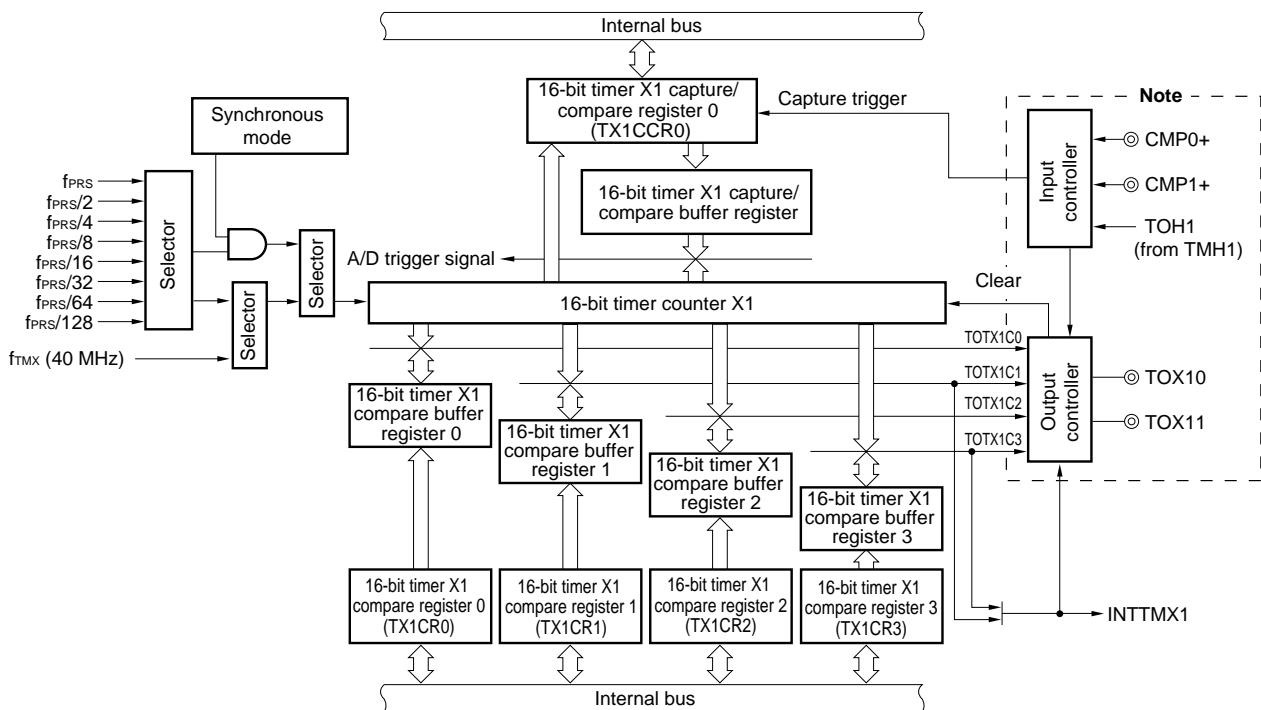 Internal bus
16-bit timer X1 capture/
compare register 0
(TX1CCR0)
Capture trigger
Note
Synchronous
mode
CMP0+
CMP1+
TOH1
(from TMH1)
Input
controller
fPRS
fPRS/2
fPRS/4
fPRS/8
fPRS/16
fPRS/32
fPRS/64
fPRS/128
fTMX (40 MHz)
Selector
Selector
Selector
16-bit timer X1 capture/
compare buffer register
A/D trigger signal
Clear
16-bit timer counter X1
TOTX1C0
TOTX1C1
TOTX1C2
TOTX1C3
Output
controller
TOX10
TOX11
16-bit timer X1
compare buffer
register 0
16-bit timer X1
compare buffer
register 1
16-bit timer X1
compare buffer
register 2
16-bit timer X1
compare buffer
register 3
16-bit timer X1
compare register 0
(TX1CR0)
16-bit timer X1
compare register 1
(TX1CR1)
16-bit timer X1
compare register 2
(TX1CR2)
16-bit timer X1
compare register 3
(TX1CR3)
INTTMX1
Internal bus